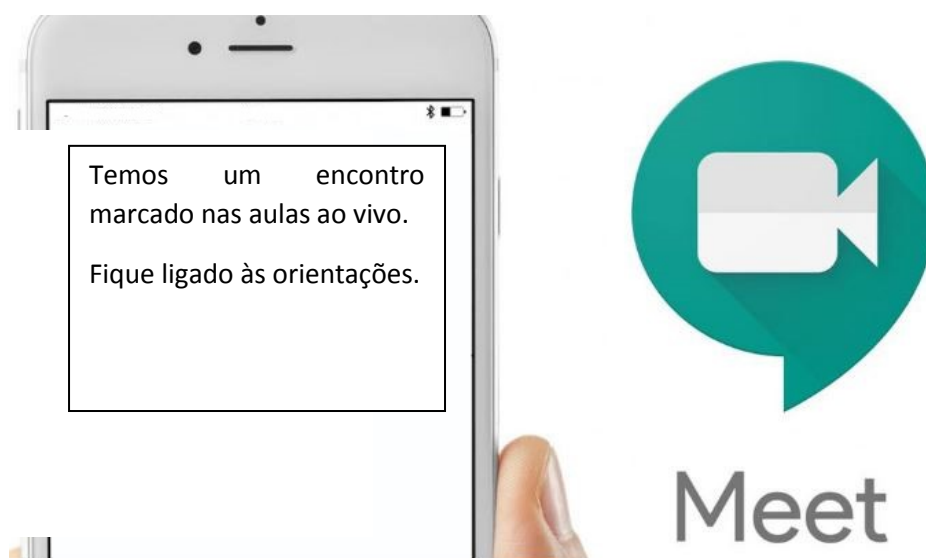 Temos um encontro
marcado nas aulas ao vivo.
Fique ligado às orientações.
Meet